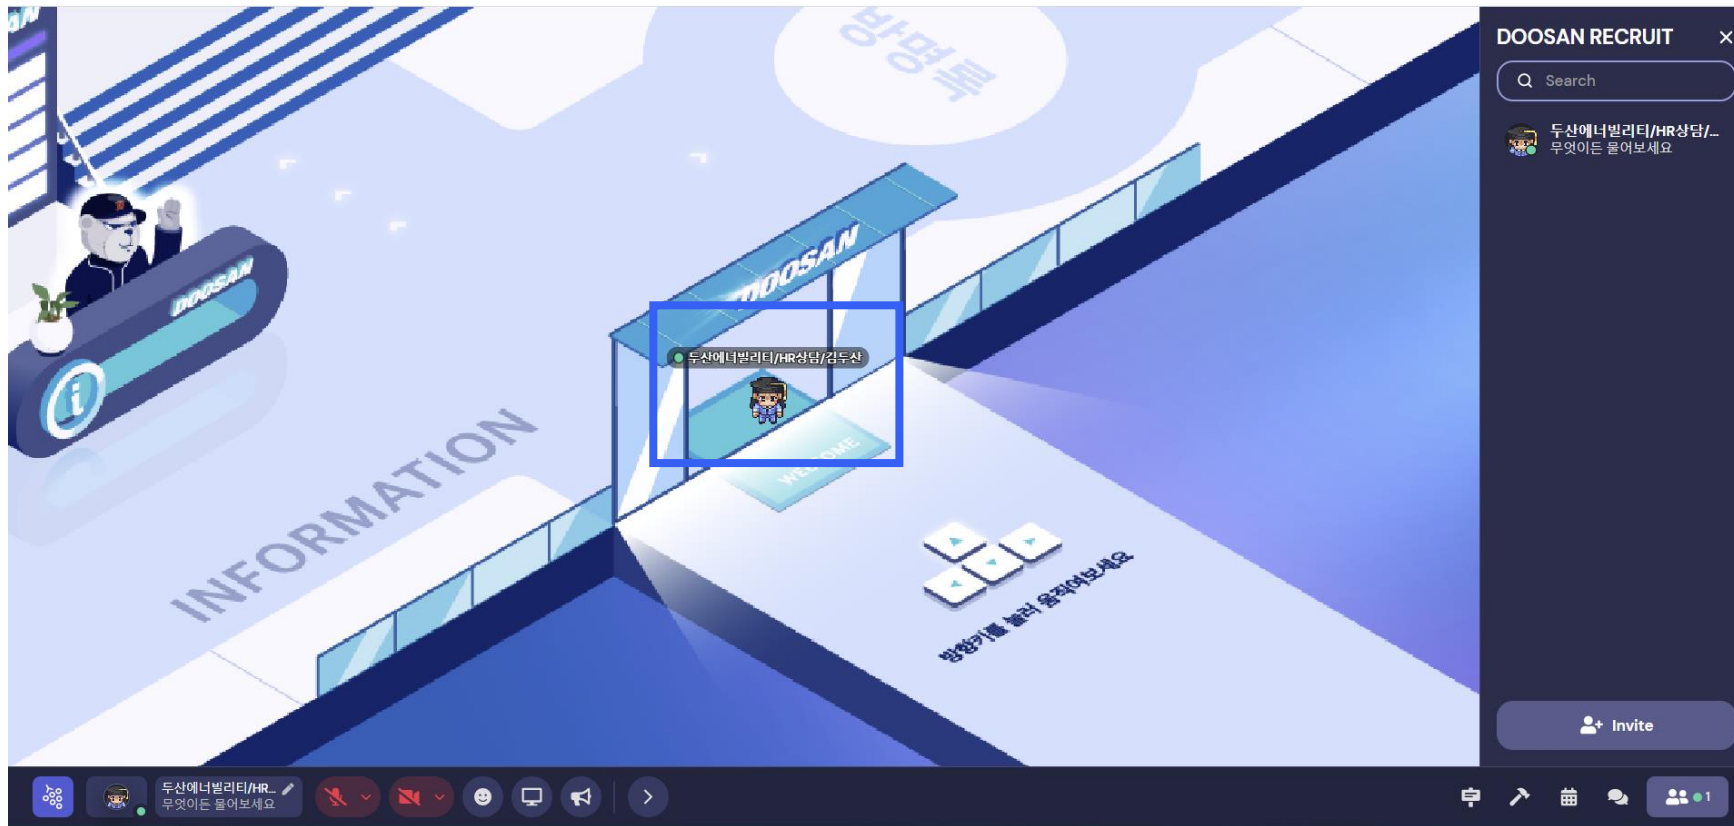 AN
방명록
DOOSAN RECRUIT
Search
두산에너빌리티/HR상담/...
무엇이든 물어보세요
DOOSAN
DOOSAN
두산에너빌리티/HR상담/김두산
WELCOME
i
INFORMATION
방향키를 눌러 움직여보세요
Invite
두산에너빌리티/HR...
무엇이든 물어보세요
1